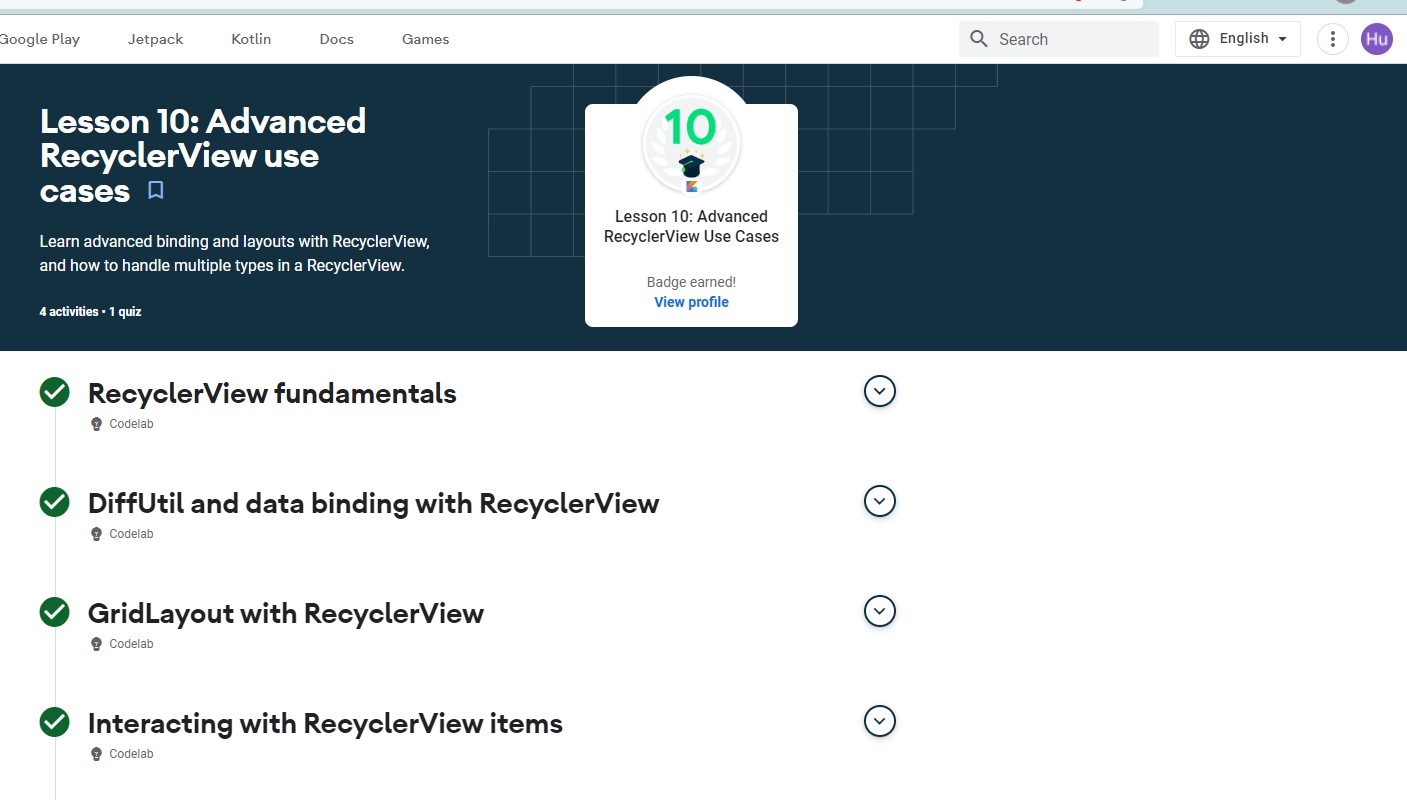 Google Play Jetpack Kotlin Docs Games Search English Hu
Lesson 10: Advanced
RecyclerView use
cases
Learn advanced binding and layouts with RecyclerView,
and how to handle multiple types in a RecyclerView.
4 activities • 1 quiz
10
Lesson 10: Advanced
RecyclerView Use Cases
Badge earned!
View profile
RecyclerView fundamentals
Codelab
DiffUtil and data binding with RecyclerView
Codelab
GridLayout with RecyclerView
Codelab
Interacting with RecyclerView items
Codelab